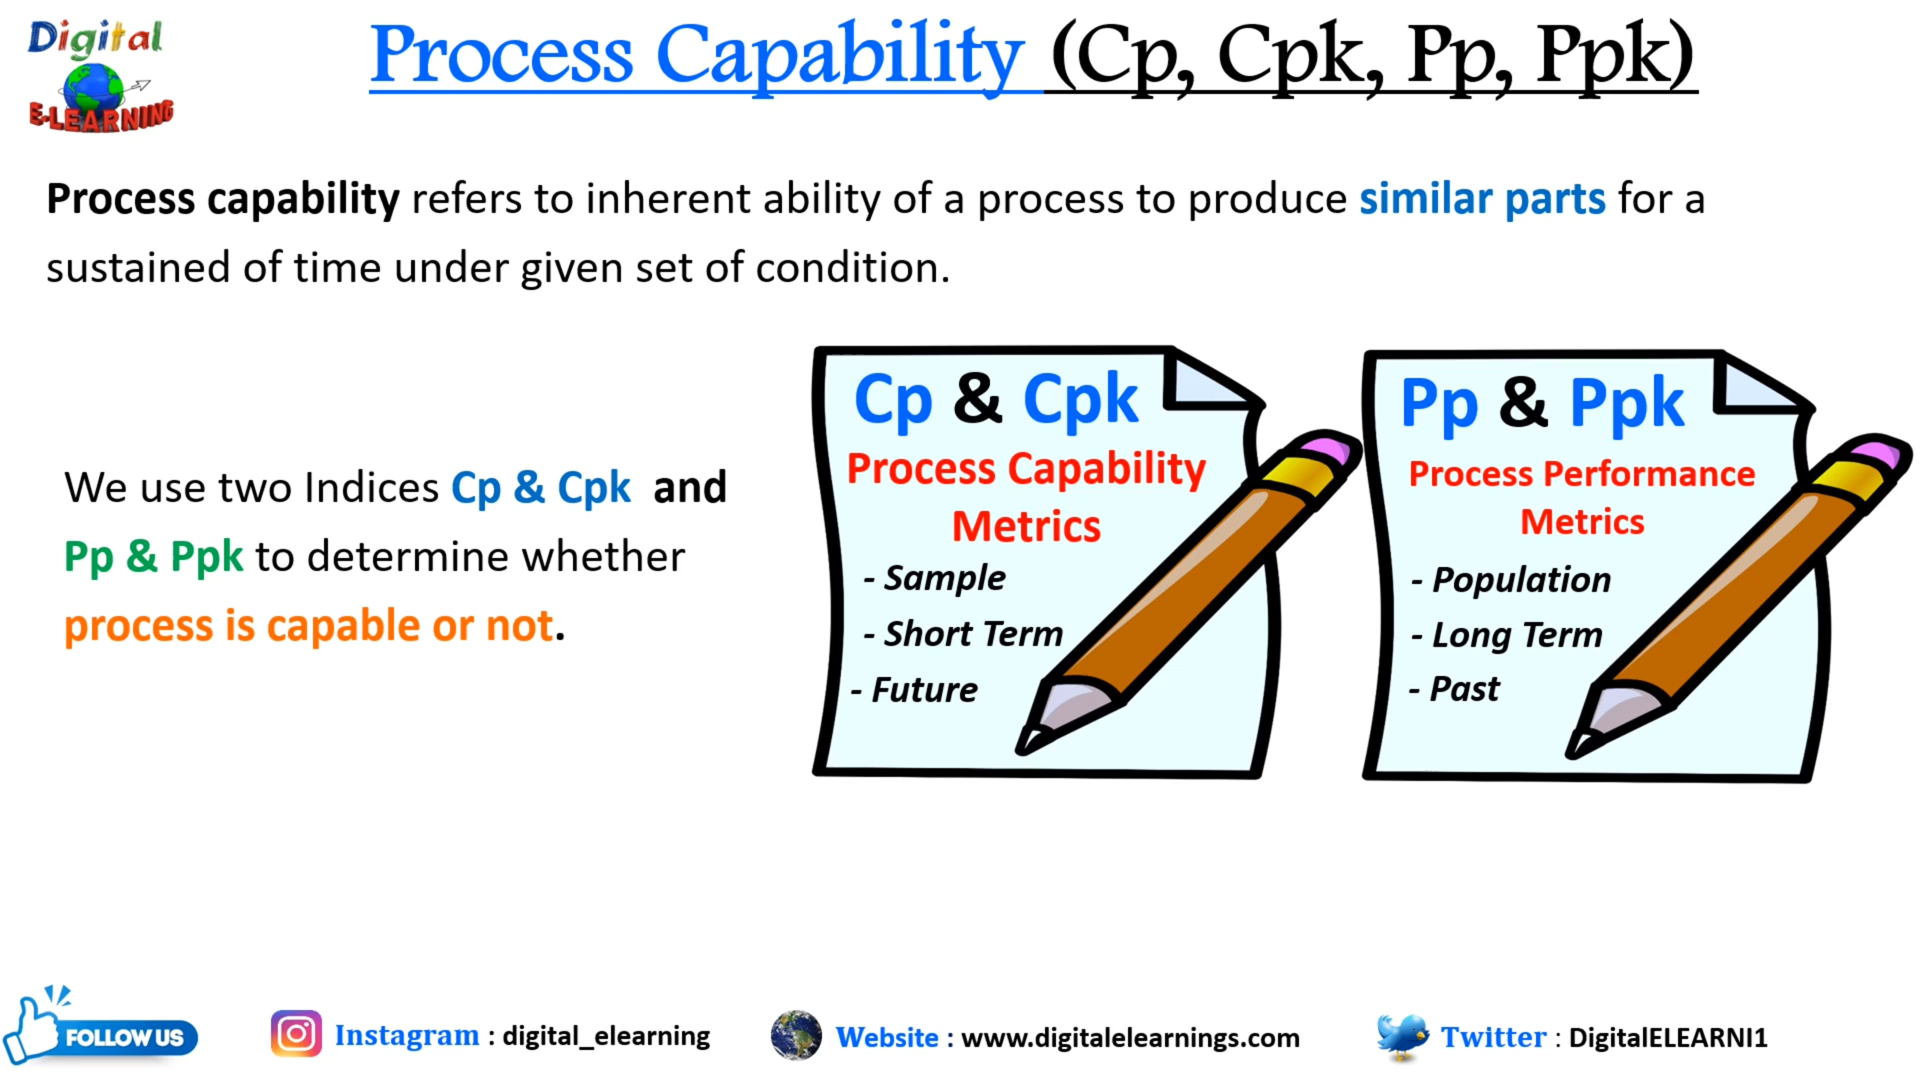 Digital
E-LEARNING
Process Capability (Cp, Cpk, Pp, Ppk)
Process capability refers to inherent ability of a process to produce similar parts for a
sustained of time under given set of condition.
We use two Indices Cp & Cpk and
Pp & Ppk to determine whether
process is capable or not.
Cp & Cpk
Process Capability
Metrics
- Sample
- Short Term
- Future
Pp & Ppk
Process Performance
Metrics
- Population
- Long Term
- Past
FOLLOW US
Instagram : digital_elearning
Website : www.digitalelearnings.com
Twitter : DigitalELEARNI1